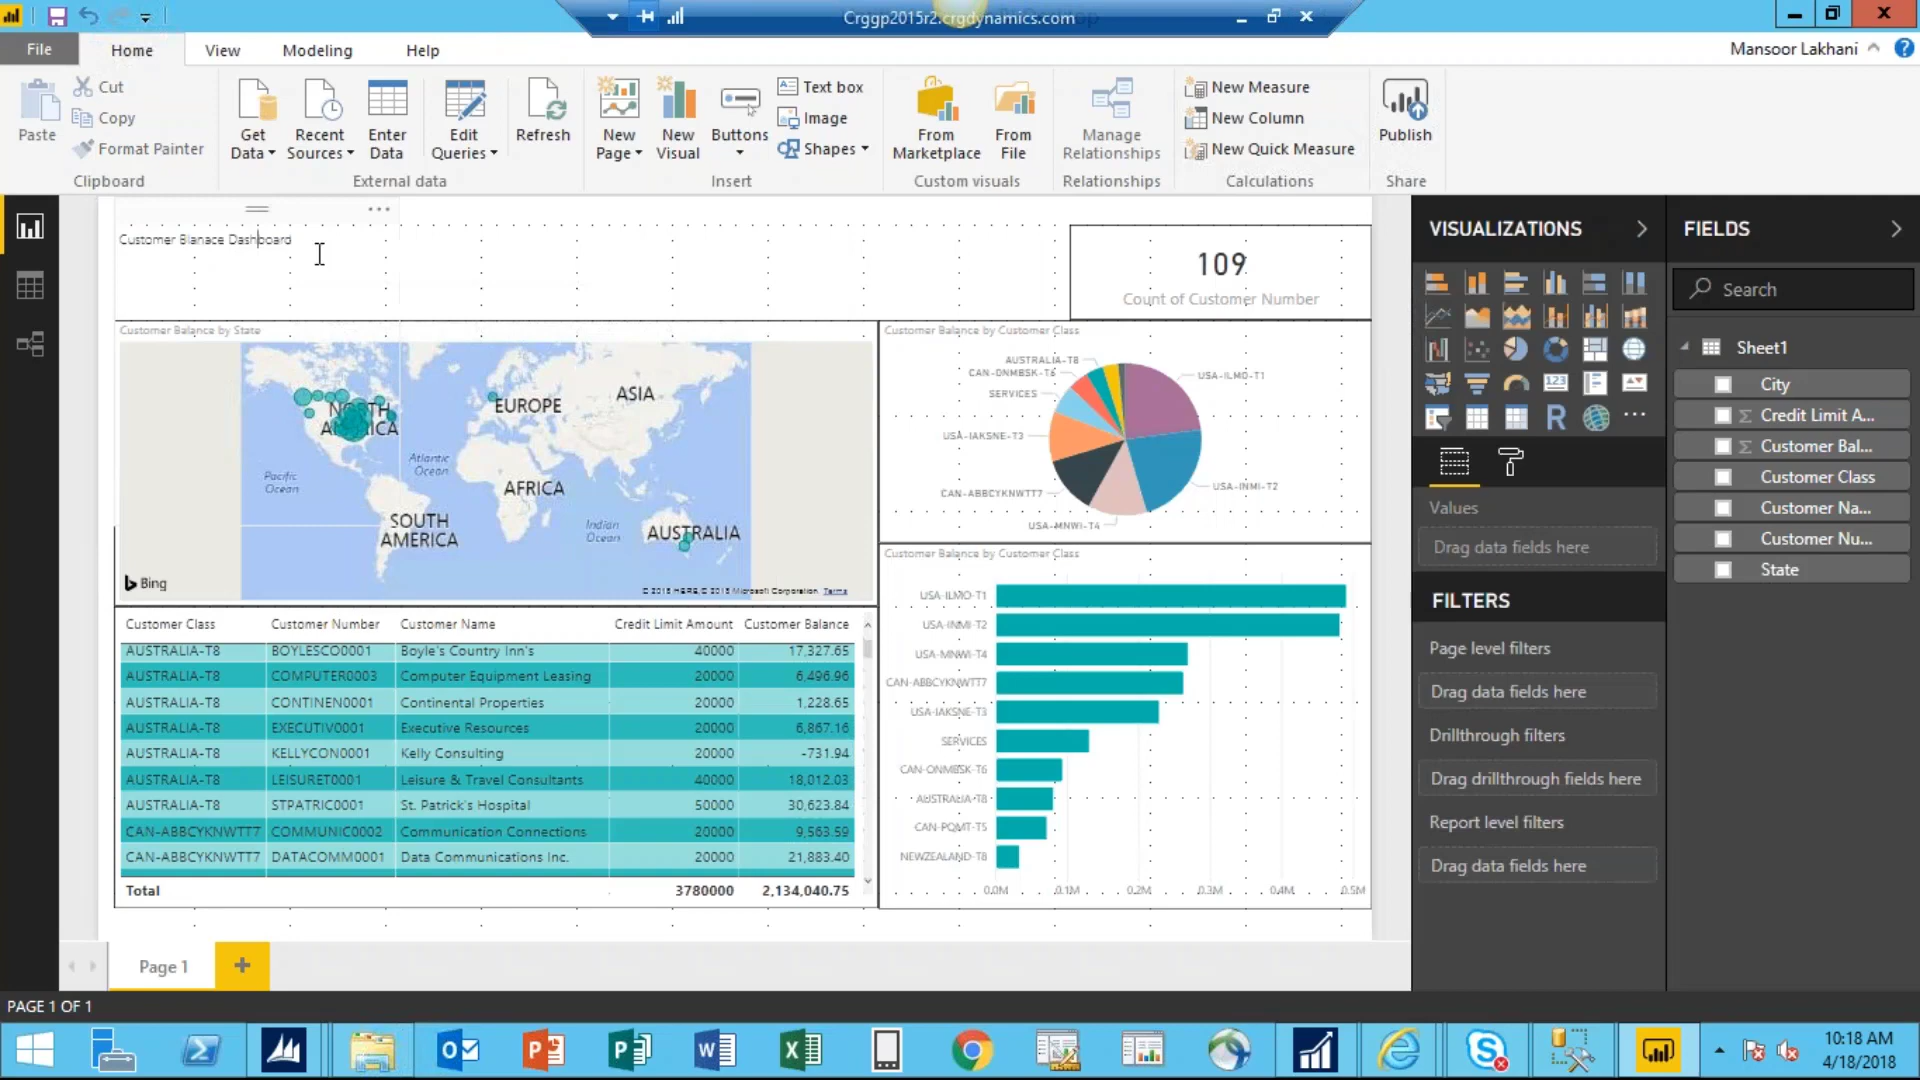 Crggp2015r2.crgdynamics.com
File
Home
View
Modeling
Help
Mansoor Lakhani
Paste
Cut
Copy
Format Painter
Clipboard
Get Data
Recent Sources
Enter Data
Edit Queries
Refresh
External data
New Page
New Visual
Buttons
Text box
Image
Shapes
Insert
From Marketplace
From File
Custom visuals
Manage Relationships
Relationships
New Measure
New Column
New Quick Measure
Calculations
Publish
Share
Customer Blanace Dashboard
109
Count of Customer Number
Customer Balance by State
NORTH AMERICA
EUROPE
ASIA
Atlantic Ocean
Pacific Ocean
AFRICA
SOUTH AMERICA
Indian Ocean
AUSTRALIA
Bing
© 2018 HERE, © 2018 Microsoft Corporation Terms
Customer Balance by Customer Class
AUSTRALIA-T8
CAN-ONMBSK-T6
SERVICES
USA-IAKSNE-T3
CAN-ABBCYKNWTT7
USA-MNWI-T4
USA-ILMO-T1
USA-INMI-T2
Customer Balance by Customer Class
USA-ILMO-T1
USA-INMI-T2
USA-MNWI-T4
CAN-ABBCYKNWTT7
USA-IAKSNE-T3
SERVICES
CAN-ONMBSK-T6
AUSTRALIA-T8
CAN-PQMT-T5
NEWZEALAND-T8
0.0M 0.1M 0.2M 0.3M 0.4M 0.5M
Customer Class Customer Number Customer Name Credit Limit Amount Customer Balance
AUSTRALIA-T8 BOYLESCO0001 Boyle's Country Inn's 40000 17,327.65
AUSTRALIA-T8 COMPUTER0003 Computer Equipment Leasing 20000 6,496.96
AUSTRALIA-T8 CONTINEN0001 Continental Properties 20000 1,228.65
AUSTRALIA-T8 EXECUTIV0001 Executive Resources 20000 6,867.16
AUSTRALIA-T8 KELLYCON0001 Kelly Consulting 20000 -731.94
AUSTRALIA-T8 LEISURET0001 Leisure & Travel Consultants 40000 18,012.03
AUSTRALIA-T8 STPATRIC0001 St. Patrick's Hospital 50000 30,623.84
CAN-ABBCYKNWTT7 COMMUNIC0002 Communication Connections 20000 9,563.59
CAN-ABBCYKNWTT7 DATACOMM0001 Data Communications Inc. 20000 21,883.40
Total 3780000 2,134,040.75
VISUALIZATIONS
Values
Drag data fields here
FILTERS
Page level filters
Drag data fields here
Drillthrough filters
Drag drillthrough fields here
Report level filters
Drag data fields here
FIELDS
Search
Sheet1
City
Credit Limit A...
Customer Bal...
Customer Class
Customer Na...
Customer Nu...
State
Page 1
PAGE 1 OF 1
10:18 AM
4/18/2018